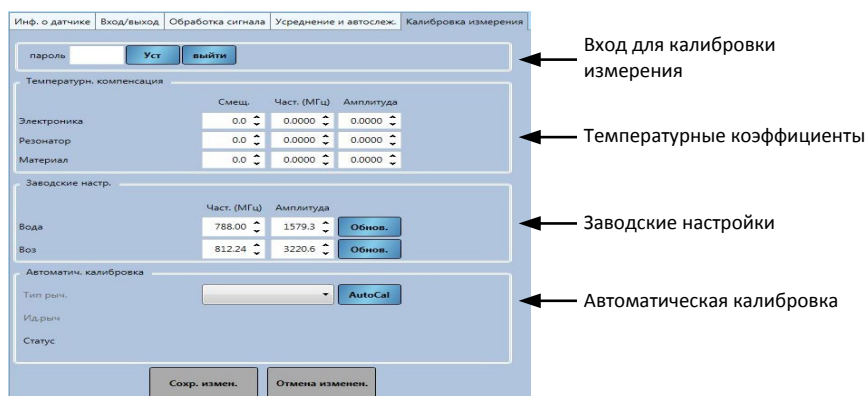 Инф. о датчике Вход/выход Обработка сигнала Усреднение и автослеж. Калибровка измерения
пароль Уст выйти
Вход для калибровки
измерения
Температурн. компенсация
Смещ. Част. (МГц) Амплитуда
Электроника 0.0 0.0000 0.0000
Резонатор 0.0 0.0000 0.0000
Материал 0.0 0.0000 0.0000
Температурные коэффициенты
Заводские настр.
Част. (МГц) Амплитуда
Вода 788.00 1579.3 Обнов.
Воз 812.24 3220.6 Обнов.
Заводские настройки
Автоматич. калибровка
Тип рыч. AutoCal
Ид.рыч
Статус
Автоматическая калибровка
Сохр. измен. Отмена изменен.